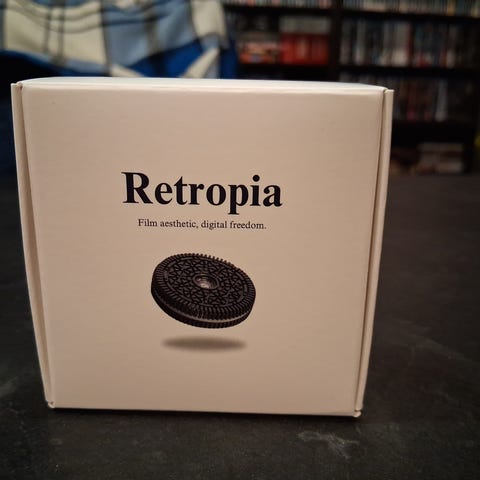 Retropia
Film aesthetic, digital freedom.